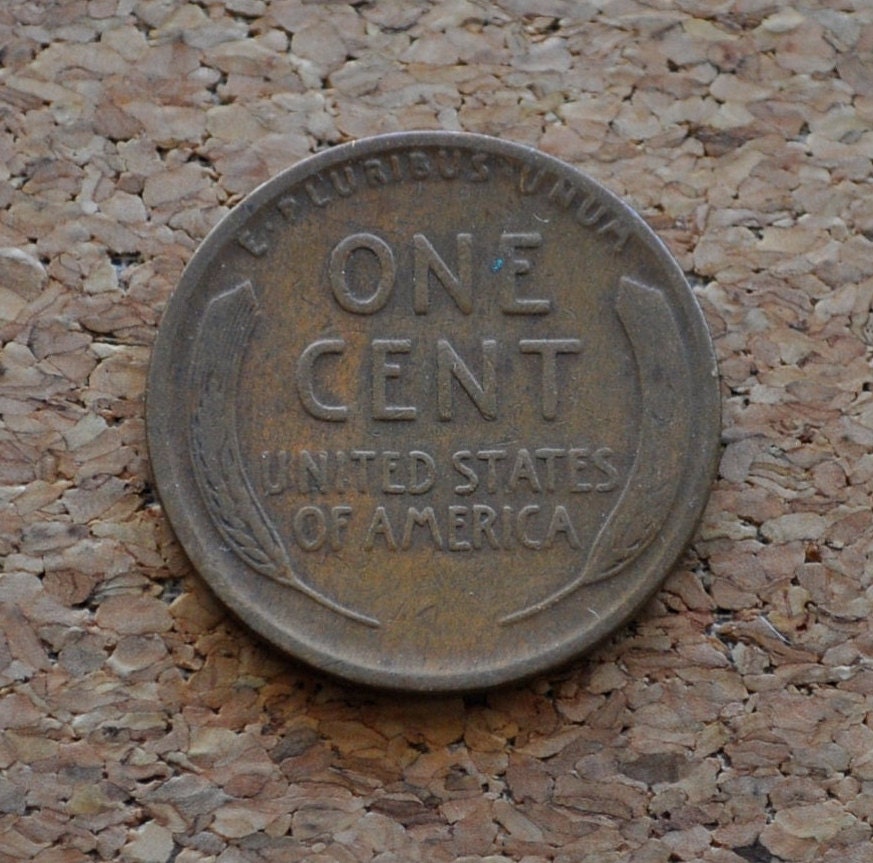 E · PLURIBUS · UNUM
ONE
CENT
UNITED STATES
OF AMERICA